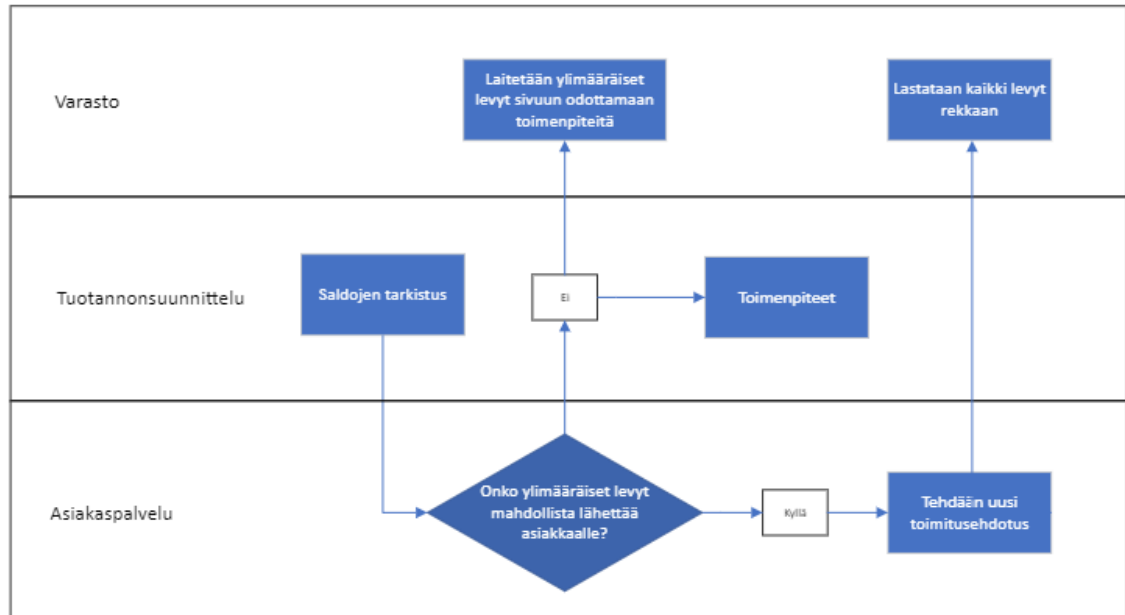 Varasto
Laitetään ylimääräiset
levyt sivuun odottamaan
toimenpiteitä
Lastataan kaikki levyt
rekkaan
Tuotannonsuunnittelu
Saldojen tarkistus
Ei
Toimenpiteet
Asiakaspalvelu
Onko ylimääräiset levyt
mahdollista lähettää
asiakkaalle?
Kyllä
Tehdään uusi
toimitusehdotus